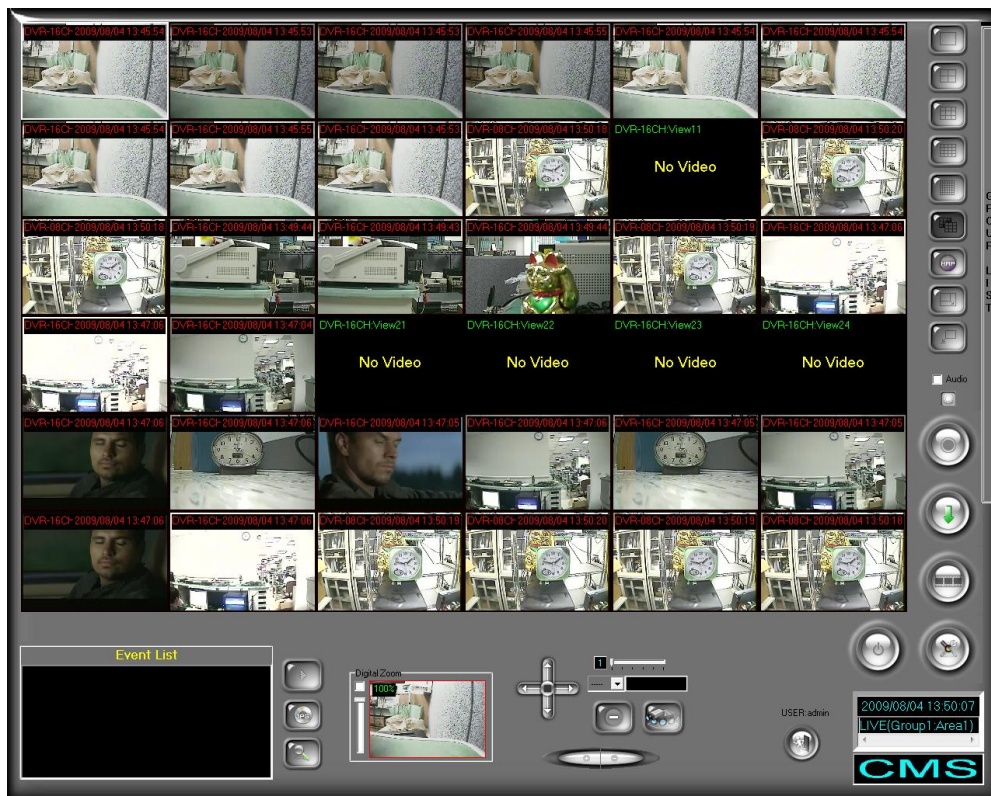 DVR-16CH 2009/08/04 13:45:54 DVR-16CH 2009/08/04 13:45:53 DVR-16CH 2009/08/04 13:45:53 DVR-16CH 2009/08/04 13:45:55 DVR-16CH 2009/08/04 13:45:54 DVR-16CH 2009/08/04 13:45:54
DVR-16CH 2009/08/04 13:45:54 DVR-16CH 2009/08/04 13:45:55 DVR-16CH 2009/08/04 13:45:53 DVR-08CH 2009/08/04 13:50:18 DVR-16CH:View11 DVR-08CH 2009/08/04 13:50:20
No Video
DVR-08CH 2009/08/04 13:50:18 DVR-16CH 2009/08/04 13:49:44 DVR-16CH 2009/08/04 13:49:43 DVR-16CH 2009/08/04 13:49:44 DVR-08CH 2009/08/04 13:50:19 DVR-16CH 2009/08/04 13:47:06
DVR-16CH 2009/08/04 13:47:06 DVR-16CH 2009/08/04 13:47:04 DVR-16CH:View21 DVR-16CH:View22 DVR-16CH:View23 DVR-16CH:View24
No Video No Video No Video No Video
DVR-16CH 2009/08/04 13:47:06 DVR-16CH 2009/08/04 13:47:06 DVR-16CH 2009/08/04 13:47:05 DVR-16CH 2009/08/04 13:47:06 DVR-16CH 2009/08/04 13:47:05 DVR-16CH 2009/08/04 13:47:05
DVR-16CH 2009/08/04 13:47:06 DVR-16CH 2009/08/04 13:47:06 DVR-08CH 2009/08/04 13:50:19 DVR-08CH 2009/08/04 13:50:20 DVR-08CH 2009/08/04 13:50:19 DVR-08CH 2009/08/04 13:50:18
MAP
GROUP LIST
Audio
Event List
Digital Zoom
100%
1
-----
USER:admin
2009/08/04 13:50:07
LIVE(Group1:Area1)
CMS